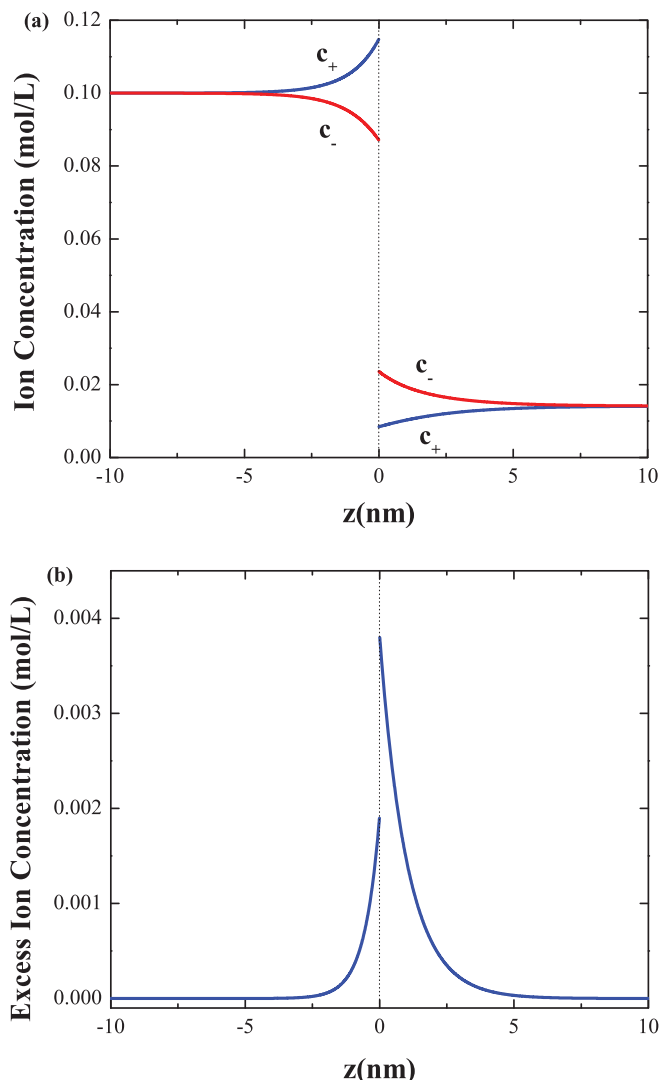 (a)
Ion Concentration (mol/L)
0.12
0.10
0.08
0.06
0.04
0.02
0.00
c+
c-
c-
c+
-10
-5
0
5
10
z(nm)
(b)
Excess Ion Concentration (mol/L)
0.004
0.003
0.002
0.001
0.000
-10
-5
0
5
10
z(nm)